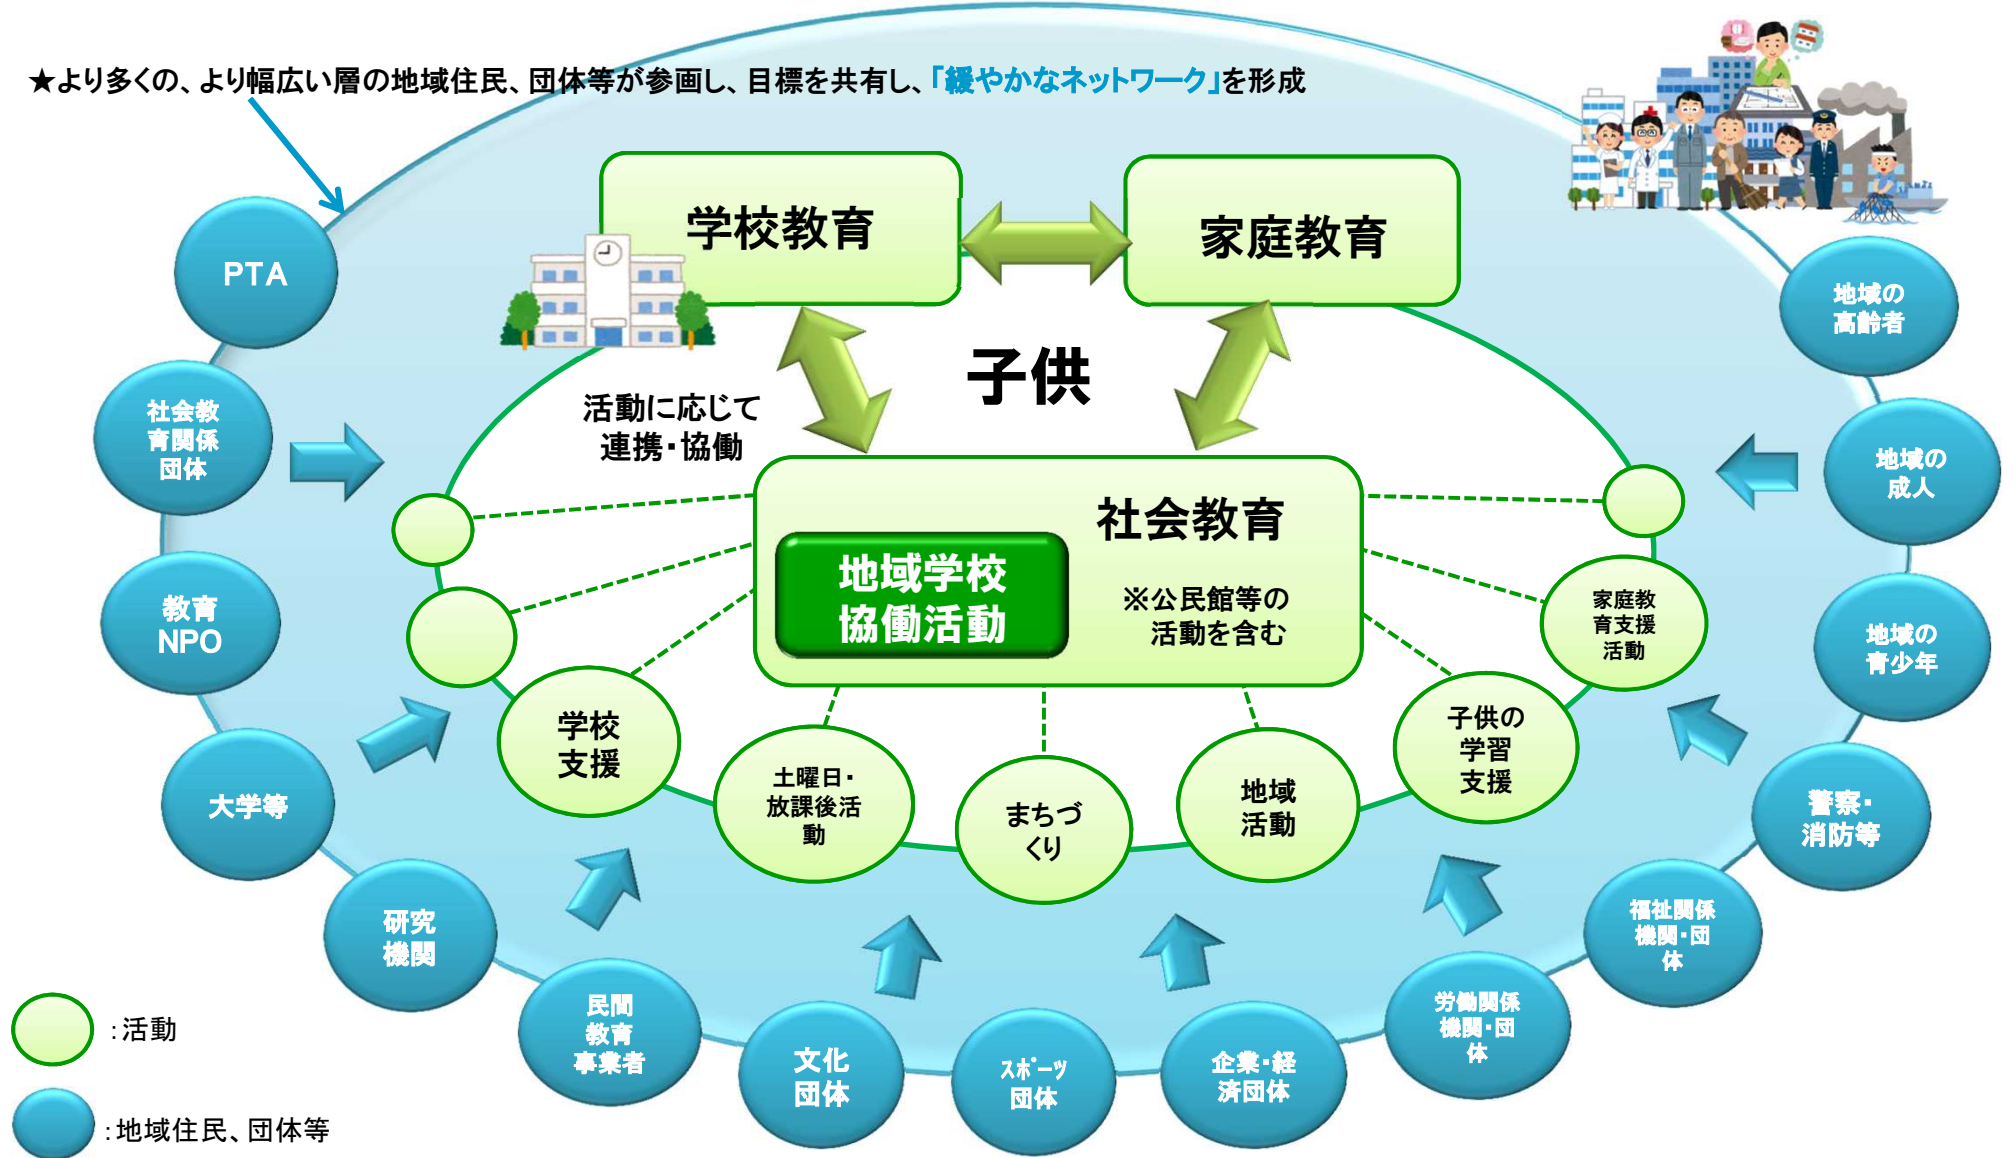 ★より多くの、より幅広い層の地域住民、団体等が参画し、目標を共有し、「緩やかなネットワーク」を形成
学校教育
家庭教育
子供
活動に応じて
連携・協働
社会教育
地域学校
協働活動
※公民館等の
活動を含む
学校
支援
土曜日・
放課後活
動
まちづ
くり
地域
活動
子供の
学習
支援
家庭教
育支援
活動
PTA
社会教
育関係
団体
教育
NPO
大学等
研究
機関
民間
教育
事業者
文化
団体
スポーツ
団体
企業・経
済団体
労働関係
機関・団
体
福祉関係
機関・団
体
警察・
消防等
地域の
青少年
地域の
成人
地域の
高齢者
:活動
:地域住民、団体等